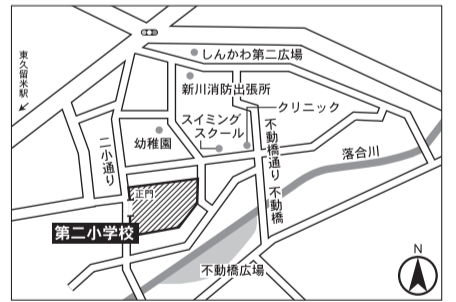 東久留米駅
しんかわ第二広場
新川消防出張所
クリニック
スイミング
スクール
幼稚園
二小通り
不動橋通り
不動橋
落合川
正門
第二小学校
不動橋広場
N